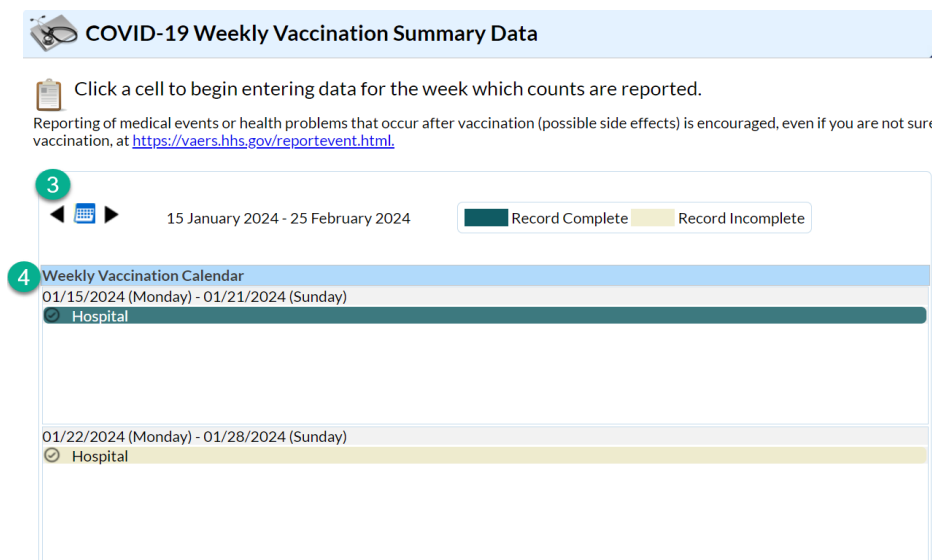 COVID-19 Weekly Vaccination Summary Data
Click a cell to begin entering data for the week which counts are reported.
Reporting of medical events or health problems that occur after vaccination (possible side effects) is encouraged, even if you are not sure
vaccination, at https://vaers.hhs.gov/reportevent.html.
3
15 January 2024 - 25 February 2024 Record Complete Record Incomplete
4 Weekly Vaccination Calendar
01/15/2024 (Monday) - 01/21/2024 (Sunday)
Hospital
01/22/2024 (Monday) - 01/28/2024 (Sunday)
Hospital